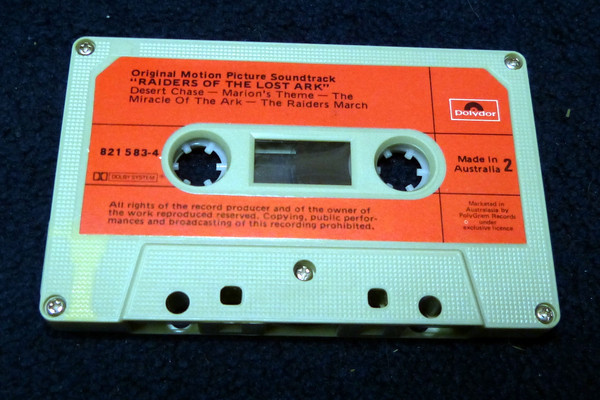 Original Motion Picture Soundtrack
"RAIDERS OF THE LOST ARK"
Desert Chase — Marion's Theme — The
Miracle Of The Ark — The Raiders March
Polydor
821 583-4
DOLBY SYSTEM
Made in
Australia 2
All rights of the record producer and of the owner of
the work reproduced reserved. Copying, public perfor-
mances and broadcasting of this recording prohibited.
Marketed in
Australasia by
PolyGram Records
under
exclusive licence